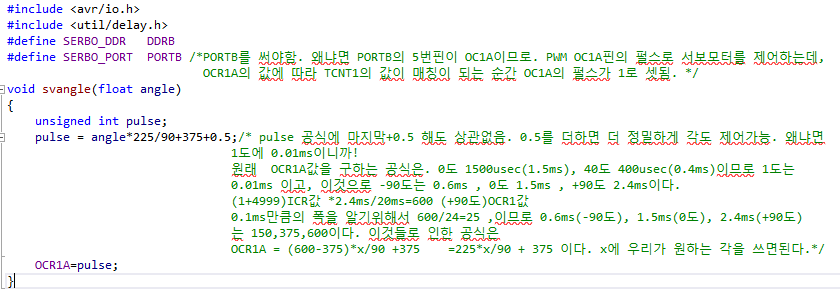 #include <avr/io.h>
#include <util/delay.h>
#define SERBO_DDR DDRB
#define SERBO_PORT PORTB /*PORTB를 써야함. 왜냐면 PORTB의 5번핀이 OC1A이므로. PWM OC1A핀의 펄스로 서보모터를 제어하는데,
OCR1A의 값에 따라 TCNT1의 값이 매칭이 되는 순간 OC1A의 펄스가 1로 셋됨. */
void svangle(float angle)
{
unsigned int pulse;
pulse = angle*225/90+375+0.5;/* pulse 공식에 마지막+0.5 해도 상관없음. 0.5를 더하면 더 정밀하게 각도 제어가능. 왜냐면
1도에 0.01ms이니까!
원래 OCR1A값을 구하는 공식은. 0도 1500usec(1.5ms), 40도 400usec(0.4ms)이므로 1도는
0.01ms 이고, 이것으로 -90도는 0.6ms , 0도 1.5ms , +90도 2.4ms이다.
(1+4999)ICR값 *2.4ms/20ms=600 (+90도)OCR1값
0.1ms만큼의 폭을 알기위해서 600/24=25 ,이므로 0.6ms(-90도), 1.5ms(0도), 2.4ms(+90도)
는 150,375,600이다. 이것들로 인한 공식은
OCR1A = (600-375)*x/90 +375 =225*x/90 + 375 이다. x에 우리가 원하는 각을 쓰면된다.*/
OCR1A=pulse;
}